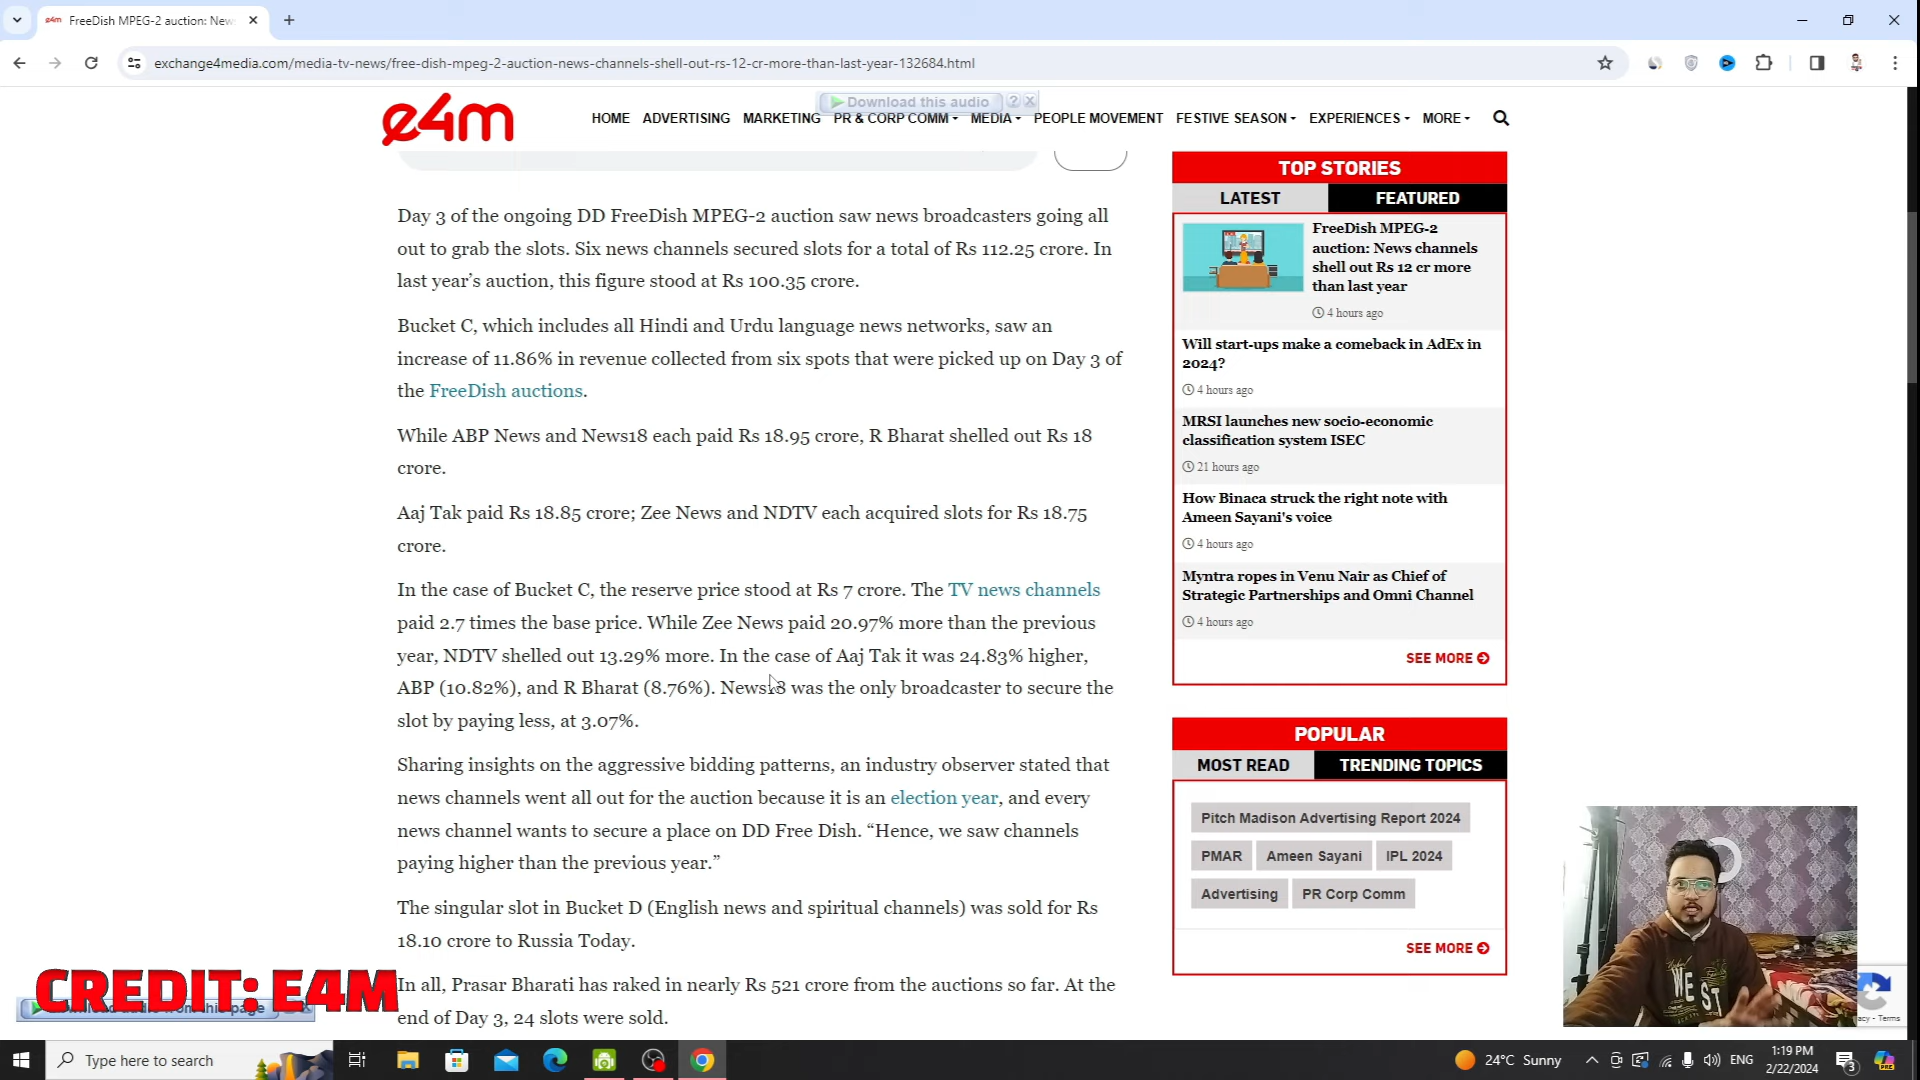 FreeDish MPEG-2 auction: New
exchange4media.com/media-tv-news/free-dish-mpeg-2-auction-news-channels-shell-out-rs-12-cr-more-than-last-year-132684.html
Download this audio ?
e4m
HOME ADVERTISING MARKETING PR & CORP COMM MEDIA PEOPLE MOVEMENT FESTIVE SEASON EXPERIENCES MORE
Day 3 of the ongoing DD FreeDish MPEG-2 auction saw news broadcasters going all
out to grab the slots. Six news channels secured slots for a total of Rs 112.25 crore. In
last year's auction, this figure stood at Rs 100.35 crore.
Bucket C, which includes all Hindi and Urdu language news networks, saw an
increase of 11.86% in revenue collected from six spots that were picked up on Day 3 of
the FreeDish auctions.
While ABP News and News18 each paid Rs 18.95 crore, R Bharat shelled out Rs 18
crore.
Aaj Tak paid Rs 18.85 crore; Zee News and NDTV each acquired slots for Rs 18.75
crore.
In the case of Bucket C, the reserve price stood at Rs 7 crore. The TV news channels
paid 2.7 times the base price. While Zee News paid 20.97% more than the previous
year, NDTV shelled out 13.29% more. In the case of Aaj Tak it was 24.83% higher,
ABP (10.82%), and R Bharat (8.76%). News18 was the only broadcaster to secure the
slot by paying less, at 3.07%.
Sharing insights on the aggressive bidding patterns, an industry observer stated that
news channels went all out for the auction because it is an election year, and every
news channel wants to secure a place on DD Free Dish. “Hence, we saw channels
paying higher than the previous year.”
The singular slot in Bucket D (English news and spiritual channels) was sold for Rs
18.10 crore to Russia Today.
In all, Prasar Bharati has raked in nearly Rs 521 crore from the auctions so far. At the
end of Day 3, 24 slots were sold.
TOP STORIES
LATEST FEATURED
FreeDish MPEG-2
auction: News channels
shell out Rs 12 cr more
than last year
4 hours ago
Will start-ups make a comeback in AdEx in
2024?
4 hours ago
MRSI launches new socio-economic
classification system ISEC
21 hours ago
How Binaca struck the right note with
Ameen Sayani's voice
4 hours ago
Myntra ropes in Venu Nair as Chief of
Strategic Partnerships and Omni Channel
4 hours ago
SEE MORE
POPULAR
MOST READ TRENDING TOPICS
Pitch Madison Advertising Report 2024
PMAR Ameen Sayani IPL 2024
Advertising PR Corp Comm
SEE MORE
WEST
Terms
CREDIT: E4M
audio from this page
Type here to search
24°C Sunny
ENG
1:19 PM
2/22/2024
3